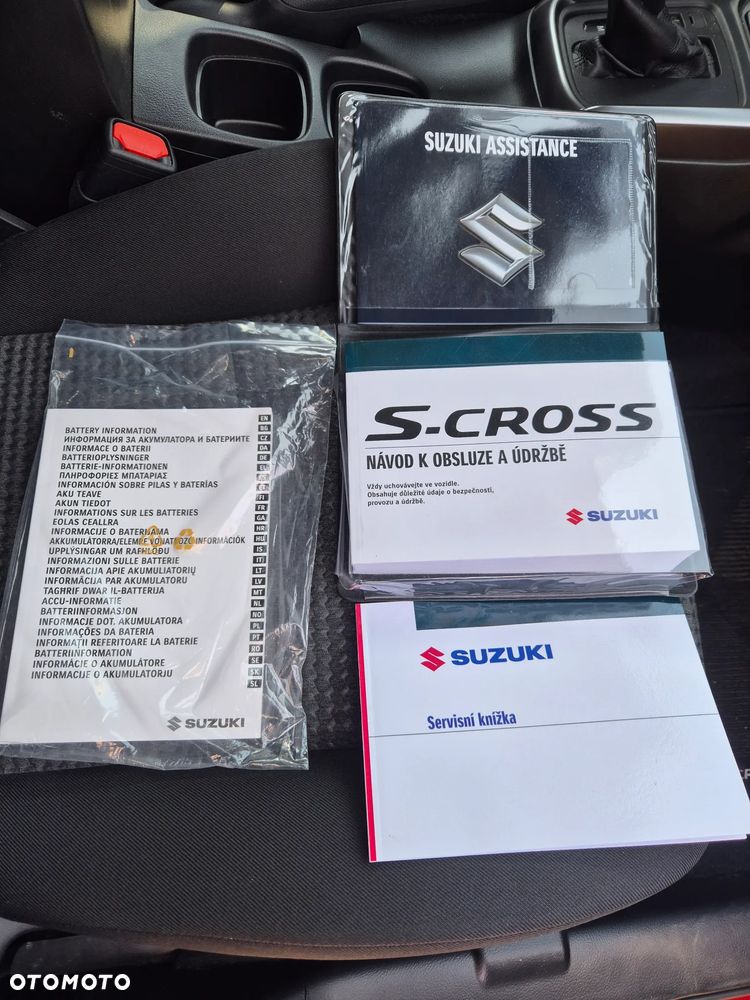 SUZUKI ASSISTANCE
S-CROSS
NÁVOD K OBSLUZE A ÚDRŽBĚ
Vždy uchovávejte ve vozidle.
Obsahuje důležité údaje o bezpečnosti,
provozu a údržbě.
SUZUKI
SUZUKI
Servisní knížka
BATTERY INFORMATION EN
ИНФОРМАЦИЯ ЗА АКУМУЛАТОРА И БАТЕРИИТЕ BG
INFORMACE O BATERII CZ
BATTERIOPLYSNINGER DA
BATTERIE-INFORMATIONEN DE
ΠΛΗΡΟΦΟΡΙΕΣ ΜΠΑΤΑΡΙΑΣ
INFORMACIÓN SOBRE PILAS Y BATERÍAS
AKU TEAVE
AKUN TIEDOT FI
INFORMATIONS SUR LES BATTERIES FR
EOLAS CEALLRA GA
INFORMACIJE O BATERIJAMA HR
HU
UPPLÝSINGAR UM RAFHLÖÐU IS
INFORMAZIONI SULLE BATTERIE IT
INFORMACIJA APIE AKUMULIATORIŲ LT
INFORMĀCIJA PAR AKUMULATORU LV
TAGĦRIF DWAR IL-BATTERIJA MT
ACCU-INFORMATIE NL
BATTERIINFORMASJON NO
INFORMACJE DOT. AKUMULATORA PL
INFORMAÇÕES DA BATERIA PT
INFORMAȚII REFERITOARE LA BATERIE RO
BATTERIINFORMATION SE
INFORMÁCIE O AKUMULÁTORE SK
INFORMACIJE O AKUMULATORJU SL
SUZUKI
OTOMOTO